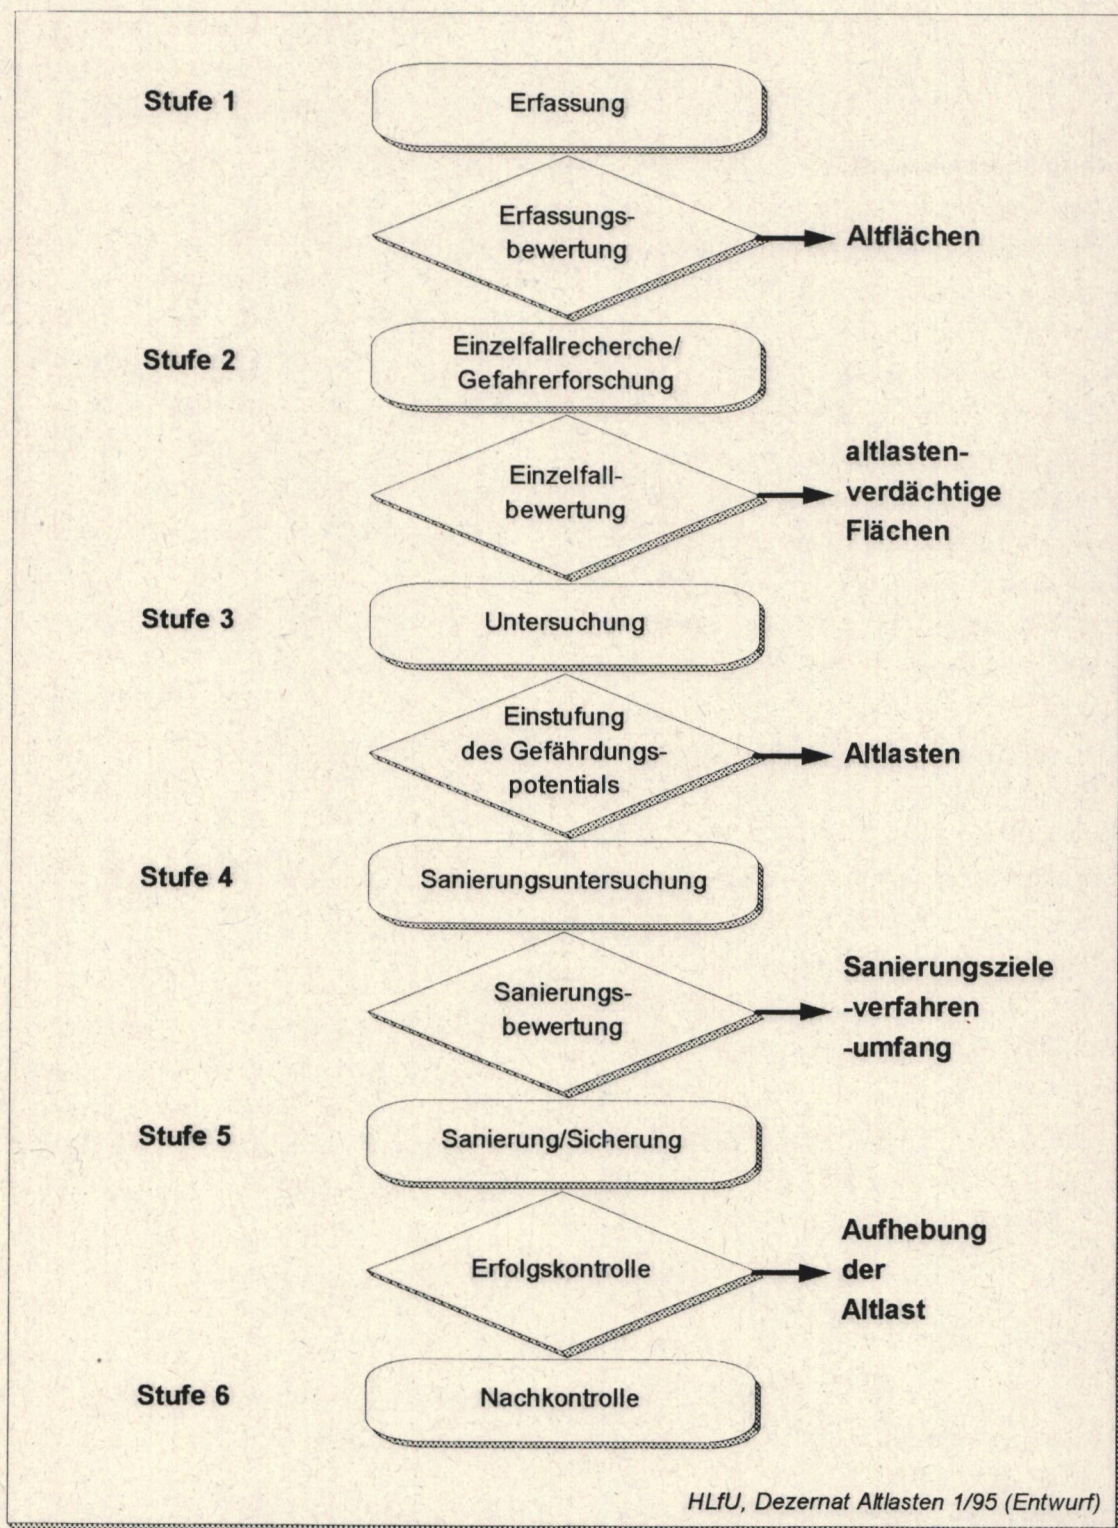 Stufe 1
Erfassung
Erfassungs-
bewertung
Altflächen
Stufe 2
Einzelfallrecherche/
Gefahrerforschung
Einzelfall-
bewertung
altlasten-
verdächtige
Flächen
Stufe 3
Untersuchung
Einstufung
des Gefährdungs-
potentials
Altlasten
Stufe 4
Sanierungsuntersuchung
Sanierungs-
bewertung
Sanierungsziele
-verfahren
-umfang
Stufe 5
Sanierung/Sicherung
Erfolgskontrolle
Aufhebung
der
Altlast
Stufe 6
Nachkontrolle
HLfU, Dezernat Altlasten 1/95 (Entwurf)